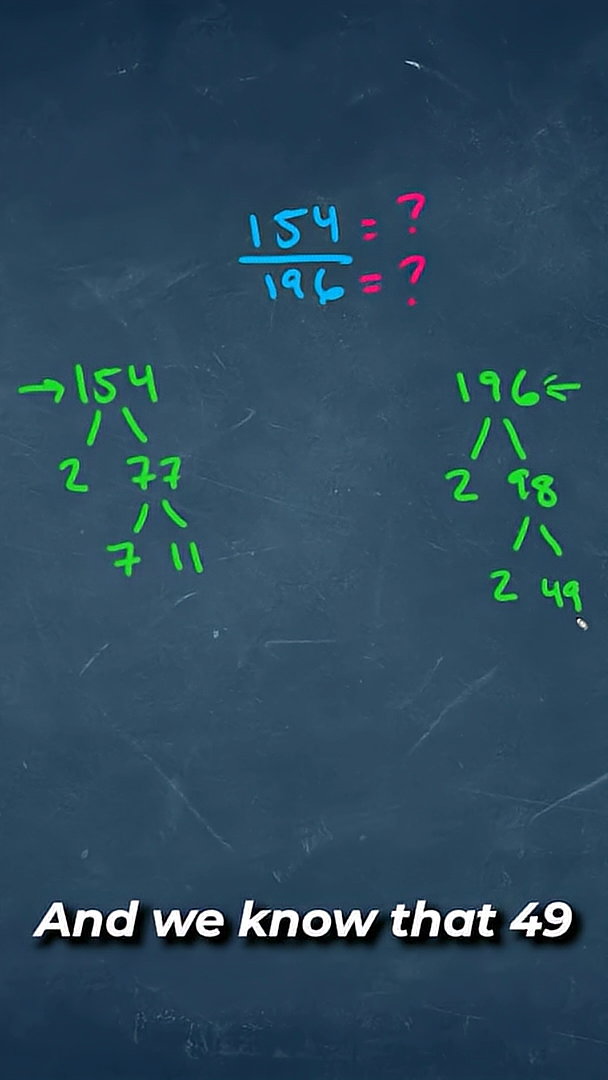 154 = ?
196 = ?
→154 196←
2 77 2 98
7 11 2 49
And we know that 49